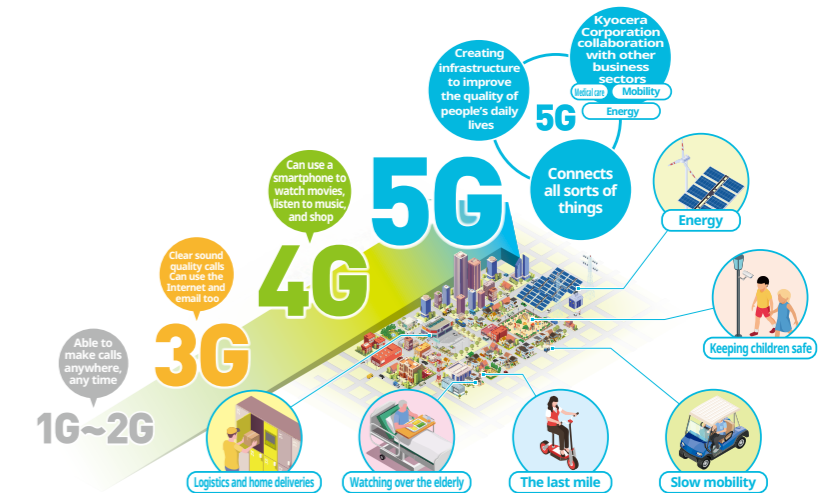 Kyocera
Corporation
collaboration
with other
business
sectors
Medical care
Mobility
Energy
Creating
infrastructure
to improve
the quality of
people's daily
lives
5G
Connects
all sorts of
things
5G
Can use a
smartphone to
watch movies,
listen to music,
and shop
4G
Clear sound
quality calls
Can use the
Internet and
email too
3G
Able to
make calls
anywhere,
any time
1G~2G
Energy
Keeping children safe
Logistics and home deliveries
Watching over the elderly
The last mile
Slow mobility